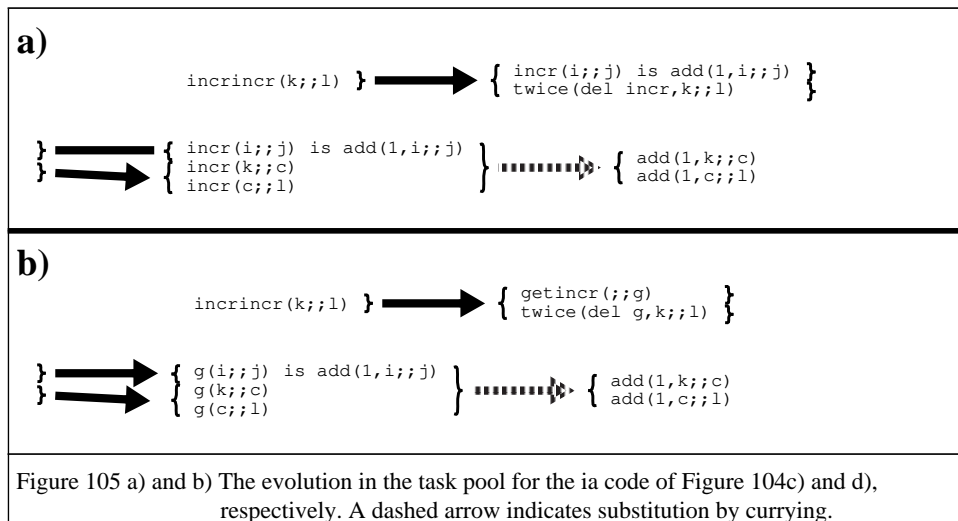 a)
incrincr(k;;l) } { incr(i;;j) is add(1,i;;j) }
twice(del incr,k;;l) }
} { incr(i;;j) is add(1,i;;j) } { add(1,k;;c)
} { incr(k;;c) add(1,c;;l)
incr(c;;l)
b)
incrincr(k;;l) } { getincr(;;g) }
twice(del g,k;;l) }
} { g(i;;j) is add(1,i;;j) } { add(1,k;;c)
} { g(k;;c) add(1,c;;l)
g(c;;l)
Figure 105 a) and b) The evolution in the task pool for the ia code of Figure 104c) and d),
respectively. A dashed arrow indicates substitution by currying.